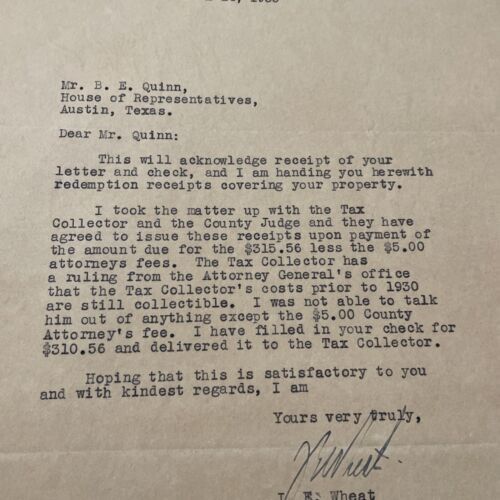 Mr. B. E. Quinn,
House of Representatives,
Austin, Texas.
Dear Mr. Quinn:
This will acknowledge receipt of your
letter and check, and I am handing you herewith
redemption receipts covering your property.
I took the matter up with the Tax
Collector and the County Judge and they have
agreed to issue these receipts upon payment of
the amount due for the $315.56 less the $5.00
attorneys fees. The Tax Collector has
a ruling from the Attorney General's office
that the Tax Collector's costs prior to 1930
are still collectible. I was not able to talk
him out of anything except the $5.00 County
Attorney's fee. I have filled in your check for
$310.56 and delivered it to the Tax Collector.
Hoping that this is satisfactory to you
and with kindest regards, I am
Yours very truly,
Wheat
E. Wheat